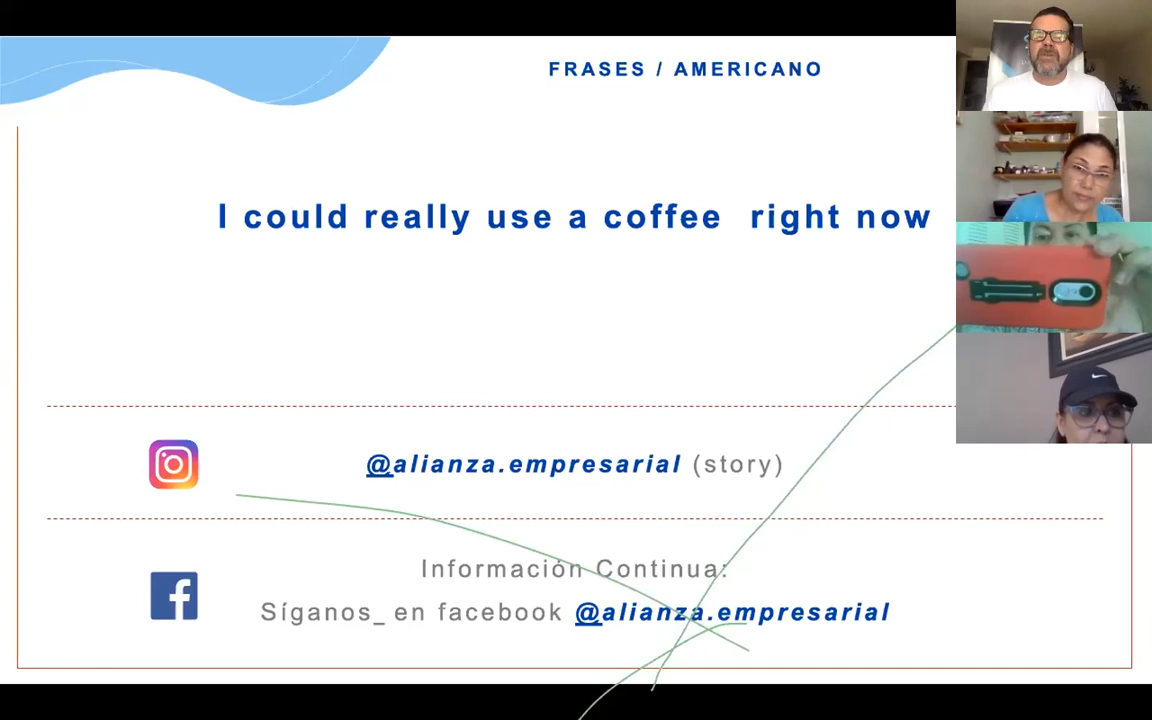 FRASES / AMERICANO
I could really use a coffee  right now
@alianza.empresarial (story)
Información Continua:
Síganos_ en facebook @alianza.empresarial